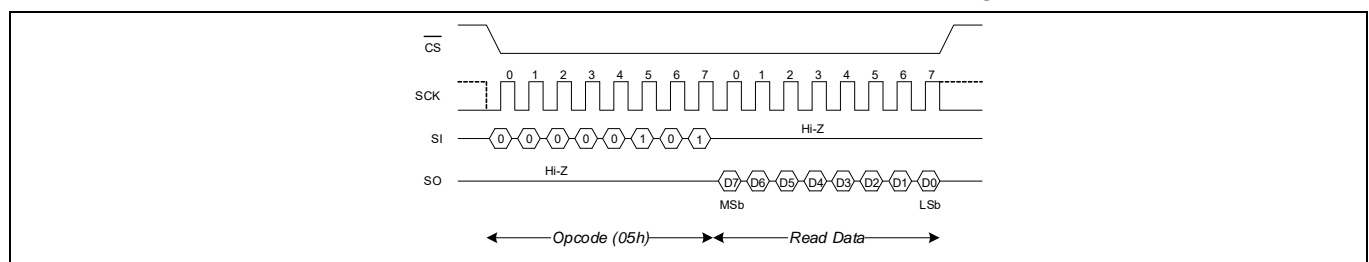 CS
0 1 2 3 4 5 6 7 0 1 2 3 4 5 6 7
SCK
Hi-Z
SI 0 0 0 0 0 1 0 1
Hi-Z
SO D7 D6 D5 D4 D3 D2 D1 D0
MSb LSb
Opcode (05h) Read Data